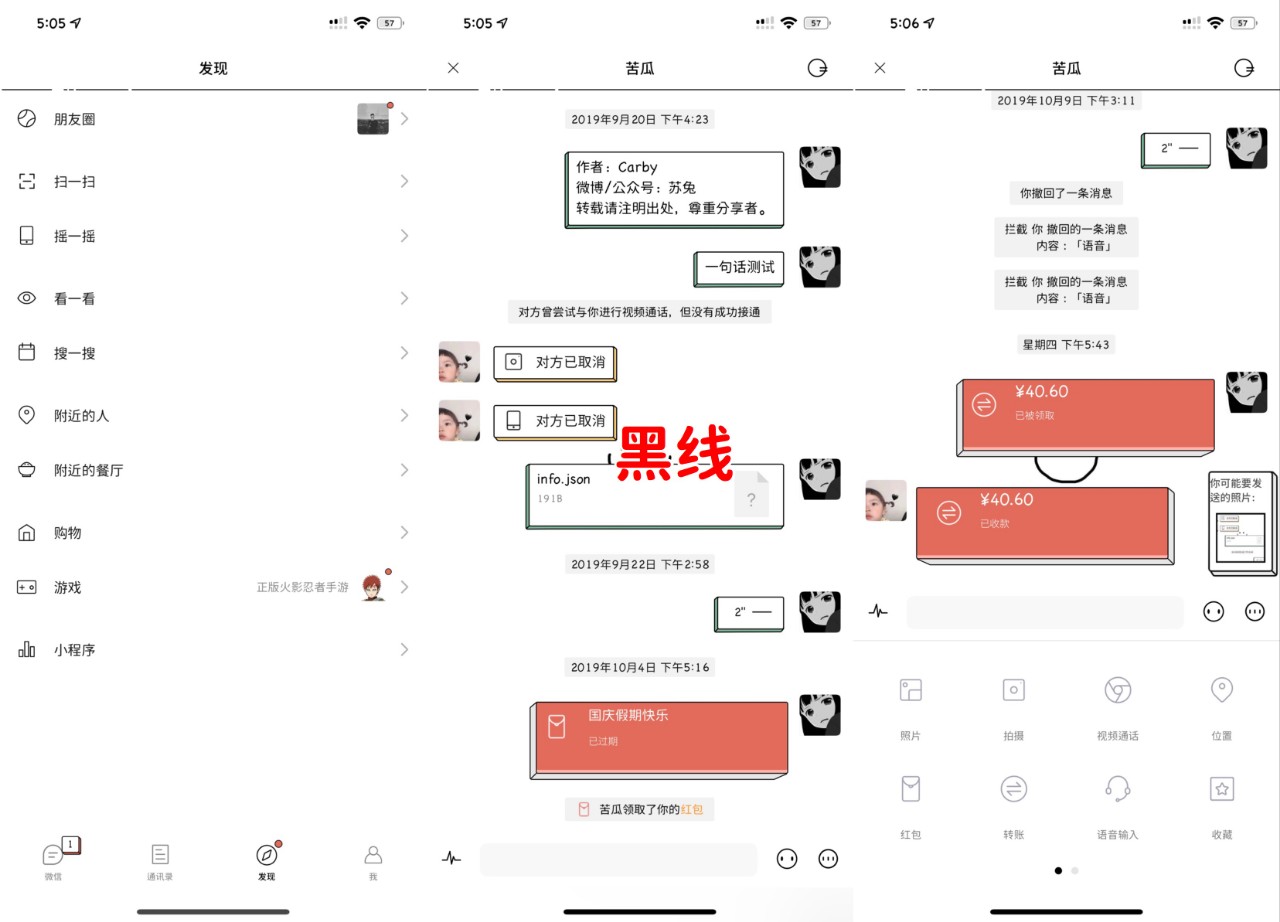 5:05
57
发现
朋友圈
扫一扫
摇一摇
看一看
搜一搜
附近的人
附近的餐厅
购物
游戏
正版火影忍者手游
小程序
1
微信
通讯录
发现
我
5:05
57
苦瓜
2019年9月20日 下午4:23
作者：Carby
微博/公众号：苏兔
转载请注明出处，尊重分享者。
一句话测试
对方曾尝试与你进行视频通话，但没有成功接通
对方已取消
对方已取消
黑线
info.json
191B
?
2019年9月22日 下午2:58
2"
2019年10月4日 下午5:16
国庆假期快乐
已过期
苦瓜领取了你的红包
5:06
57
苦瓜
2019年10月9日 下午3:11
2"
你撤回了一条消息
拦截 你 撤回的一条消息
内容：「语音」
拦截 你 撤回的一条消息
内容：「语音」
星期四 下午5:43
¥40.60
已被领取
¥40.60
已收款
你可能要发
送的照片:
照片
拍摄
视频通话
位置
红包
转账
语音输入
收藏